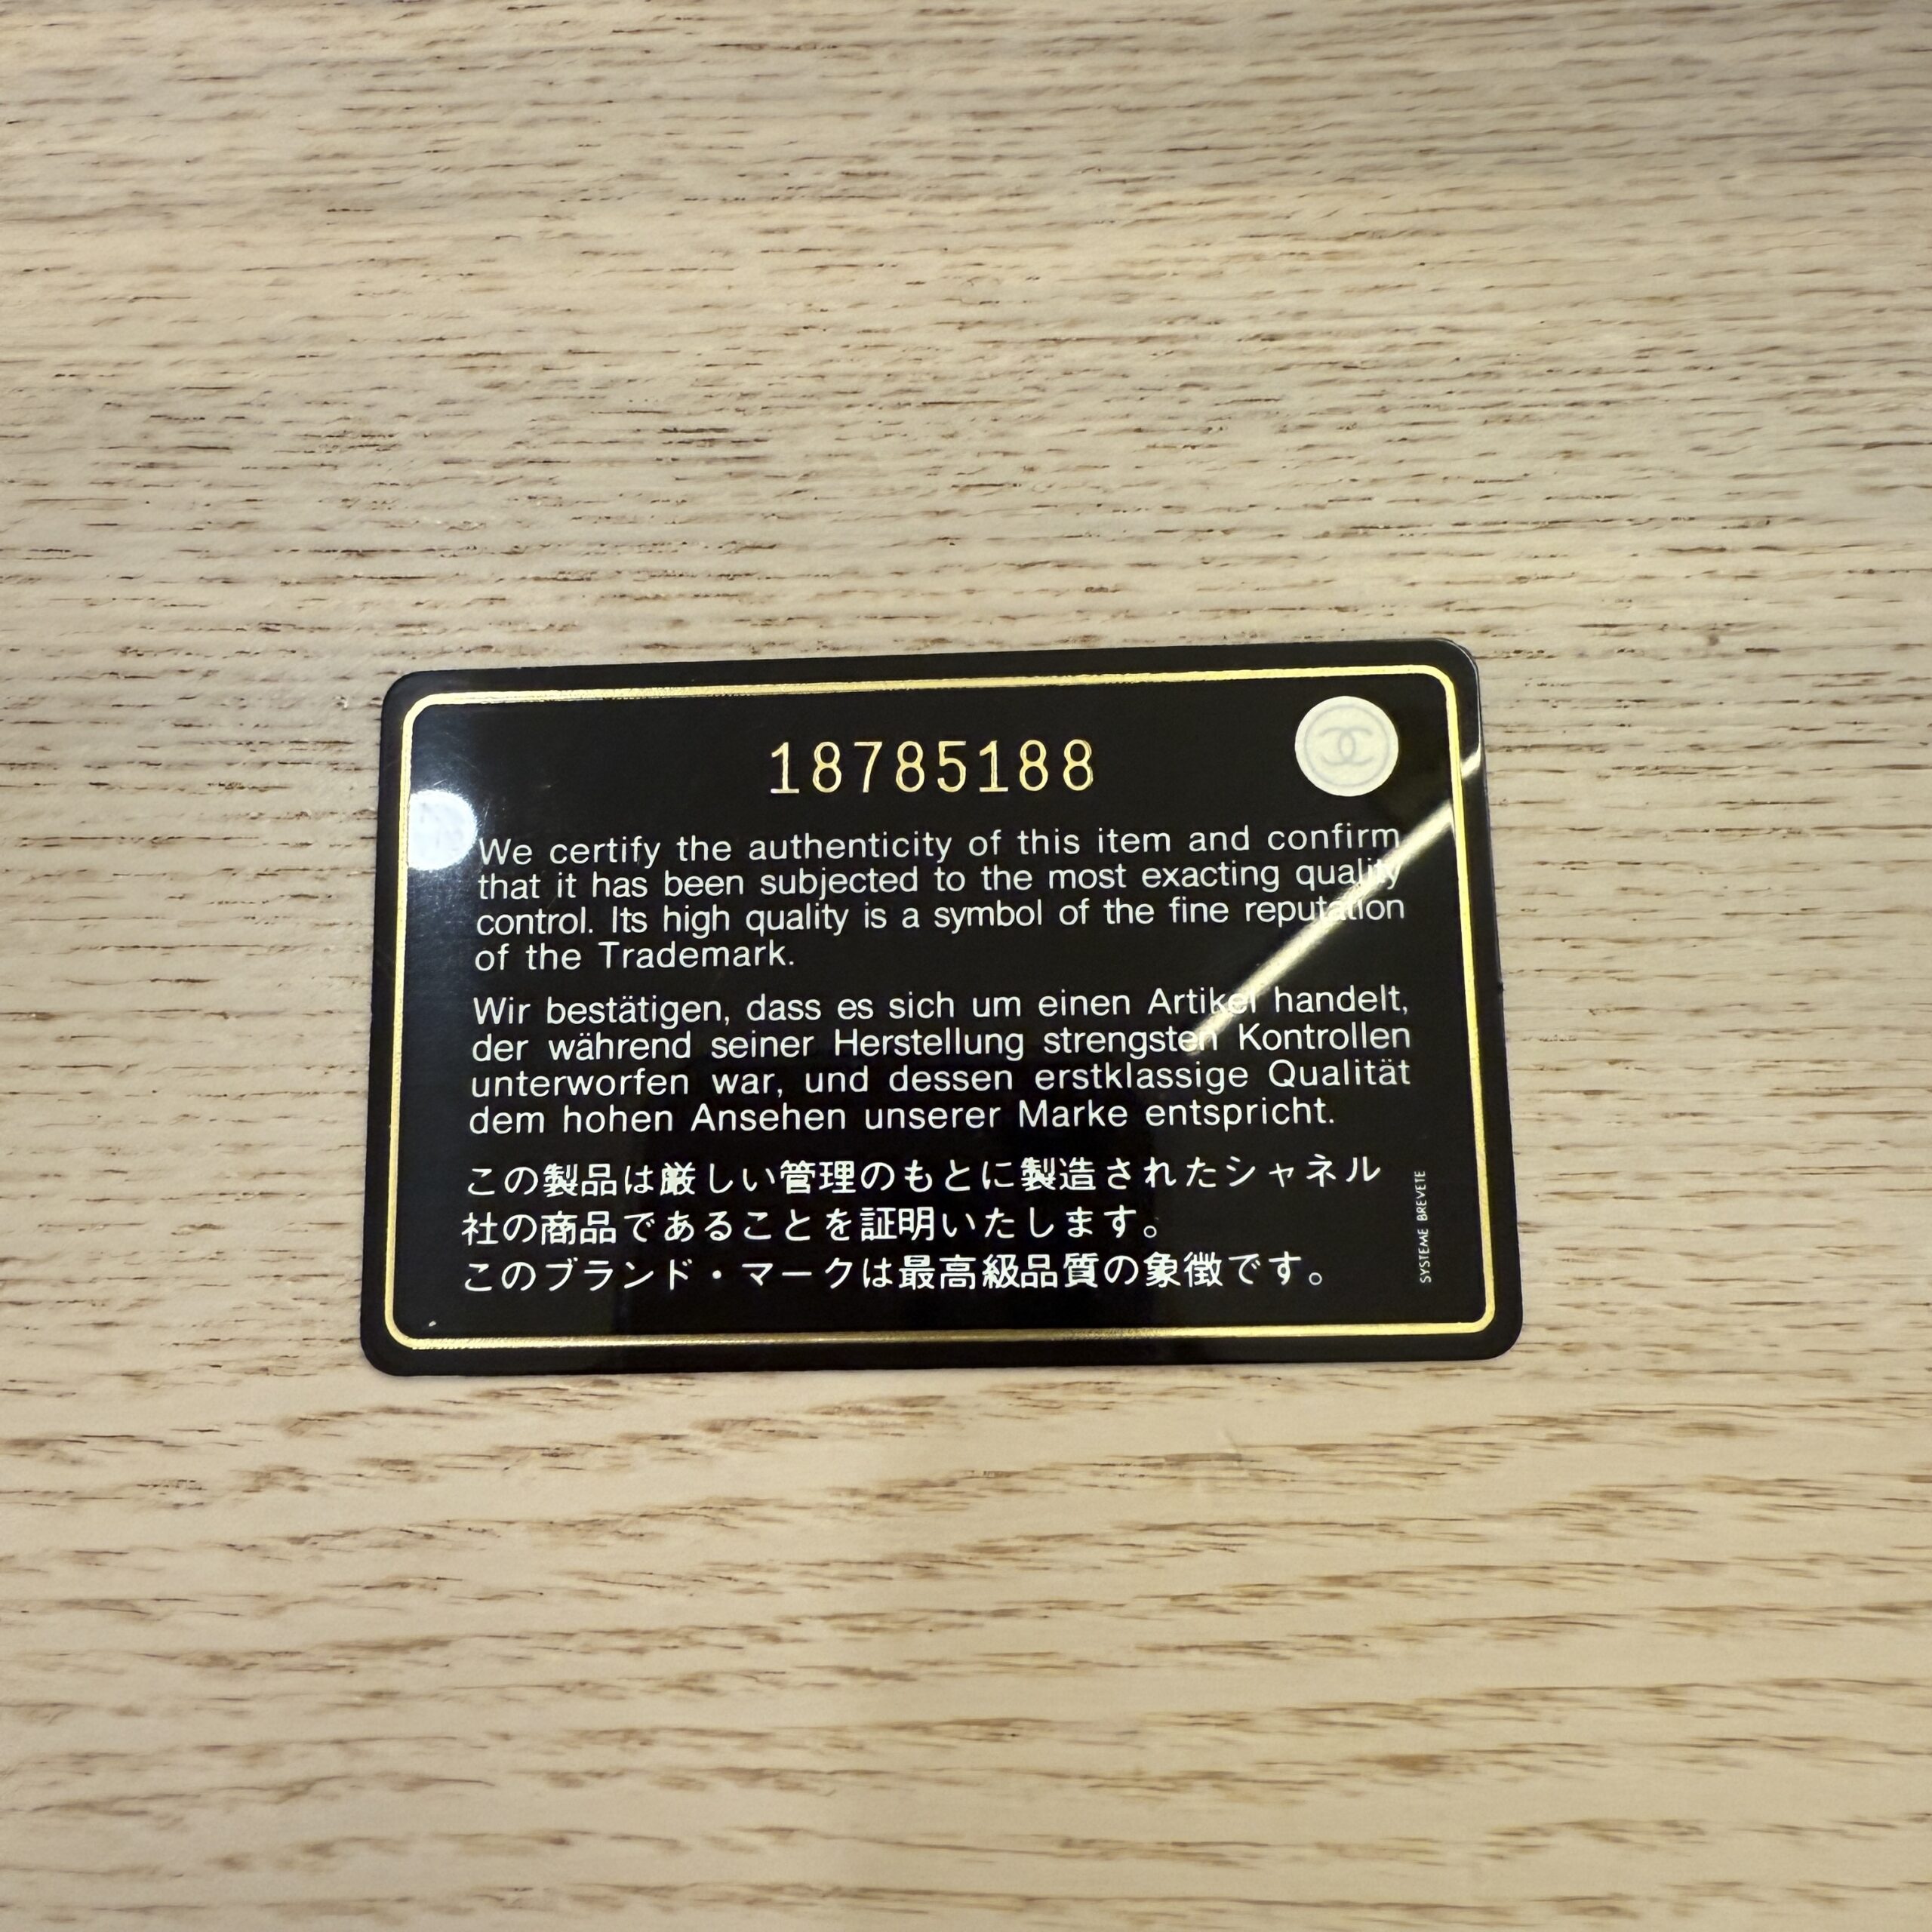 18785188
We certify the authenticity of this item and confirm
that it has been subjected to the most exacting quality
control. Its high quality is a symbol of the fine reputation
of the Trademark.
Wir bestätigen, dass es sich um einen Artikel handelt,
der während seiner Herstellung strengsten Kontrollen
unterworfen war, und dessen erstklassige Qualität
dem hohen Ansehen unserer Marke entspricht.
この製品は厳しい管理のもとに製造されたシャネル
社の商品であることを証明いたします。
このブランド・マークは最高級品質の象徴です。
SYSTEME BREVETE